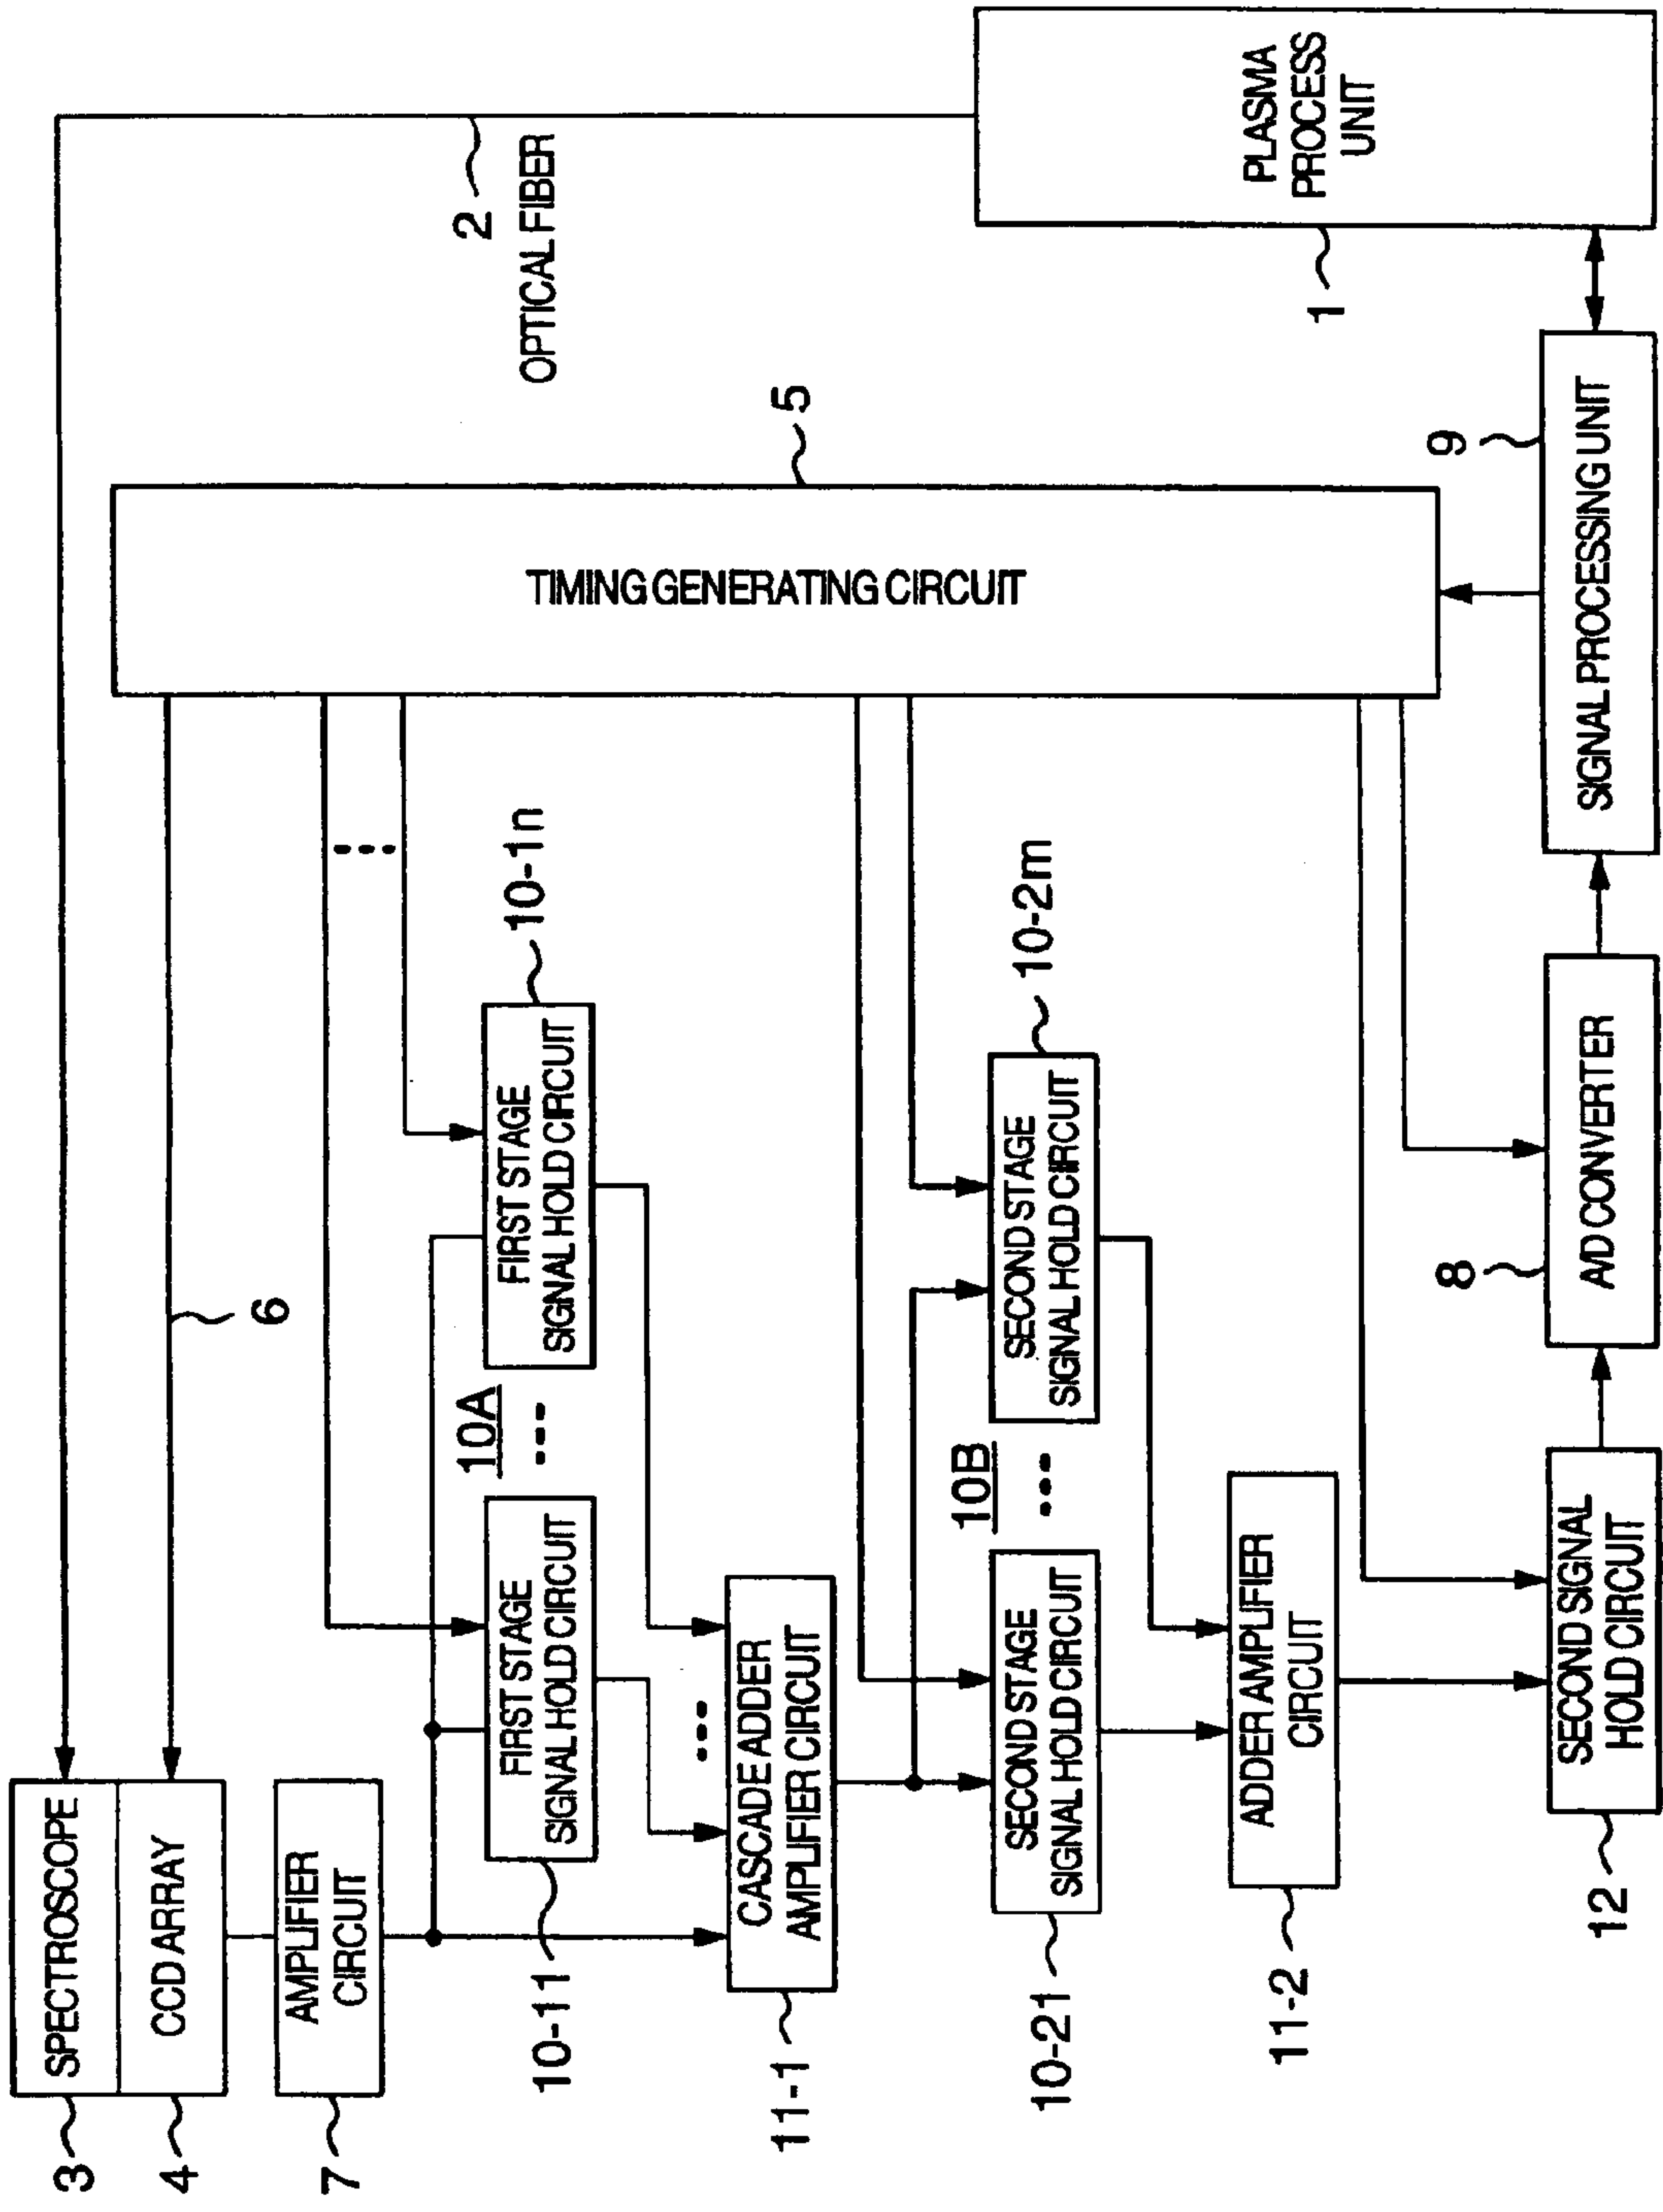 3
SPECTROSCOPE
4
CCD ARRAY
7
AMPLIFIER
CIRCUIT
6
2
OPTICAL FIBER
5
TIMING GENERATING CIRCUIT
10-11
FIRST STAGE
SIGNAL HOLD CIRCUIT
10A
FIRST STAGE
SIGNAL HOLD CIRCUIT
10-1n
11-1
CASCADE ADDER
AMPLIFIER CIRCUIT
10-21
SECOND STAGE
SIGNAL HOLD CIRCUIT
10B
SECOND STAGE
SIGNAL HOLD CIRCUIT
10-2m
11-2
ADDER AMPLIFIER
CIRCUIT
12
SECOND SIGNAL
HOLD CIRCUIT
8
A/D CONVERTER
9
SIGNAL PROCESSING UNIT
1
PLASMA
PROCESS
UNIT